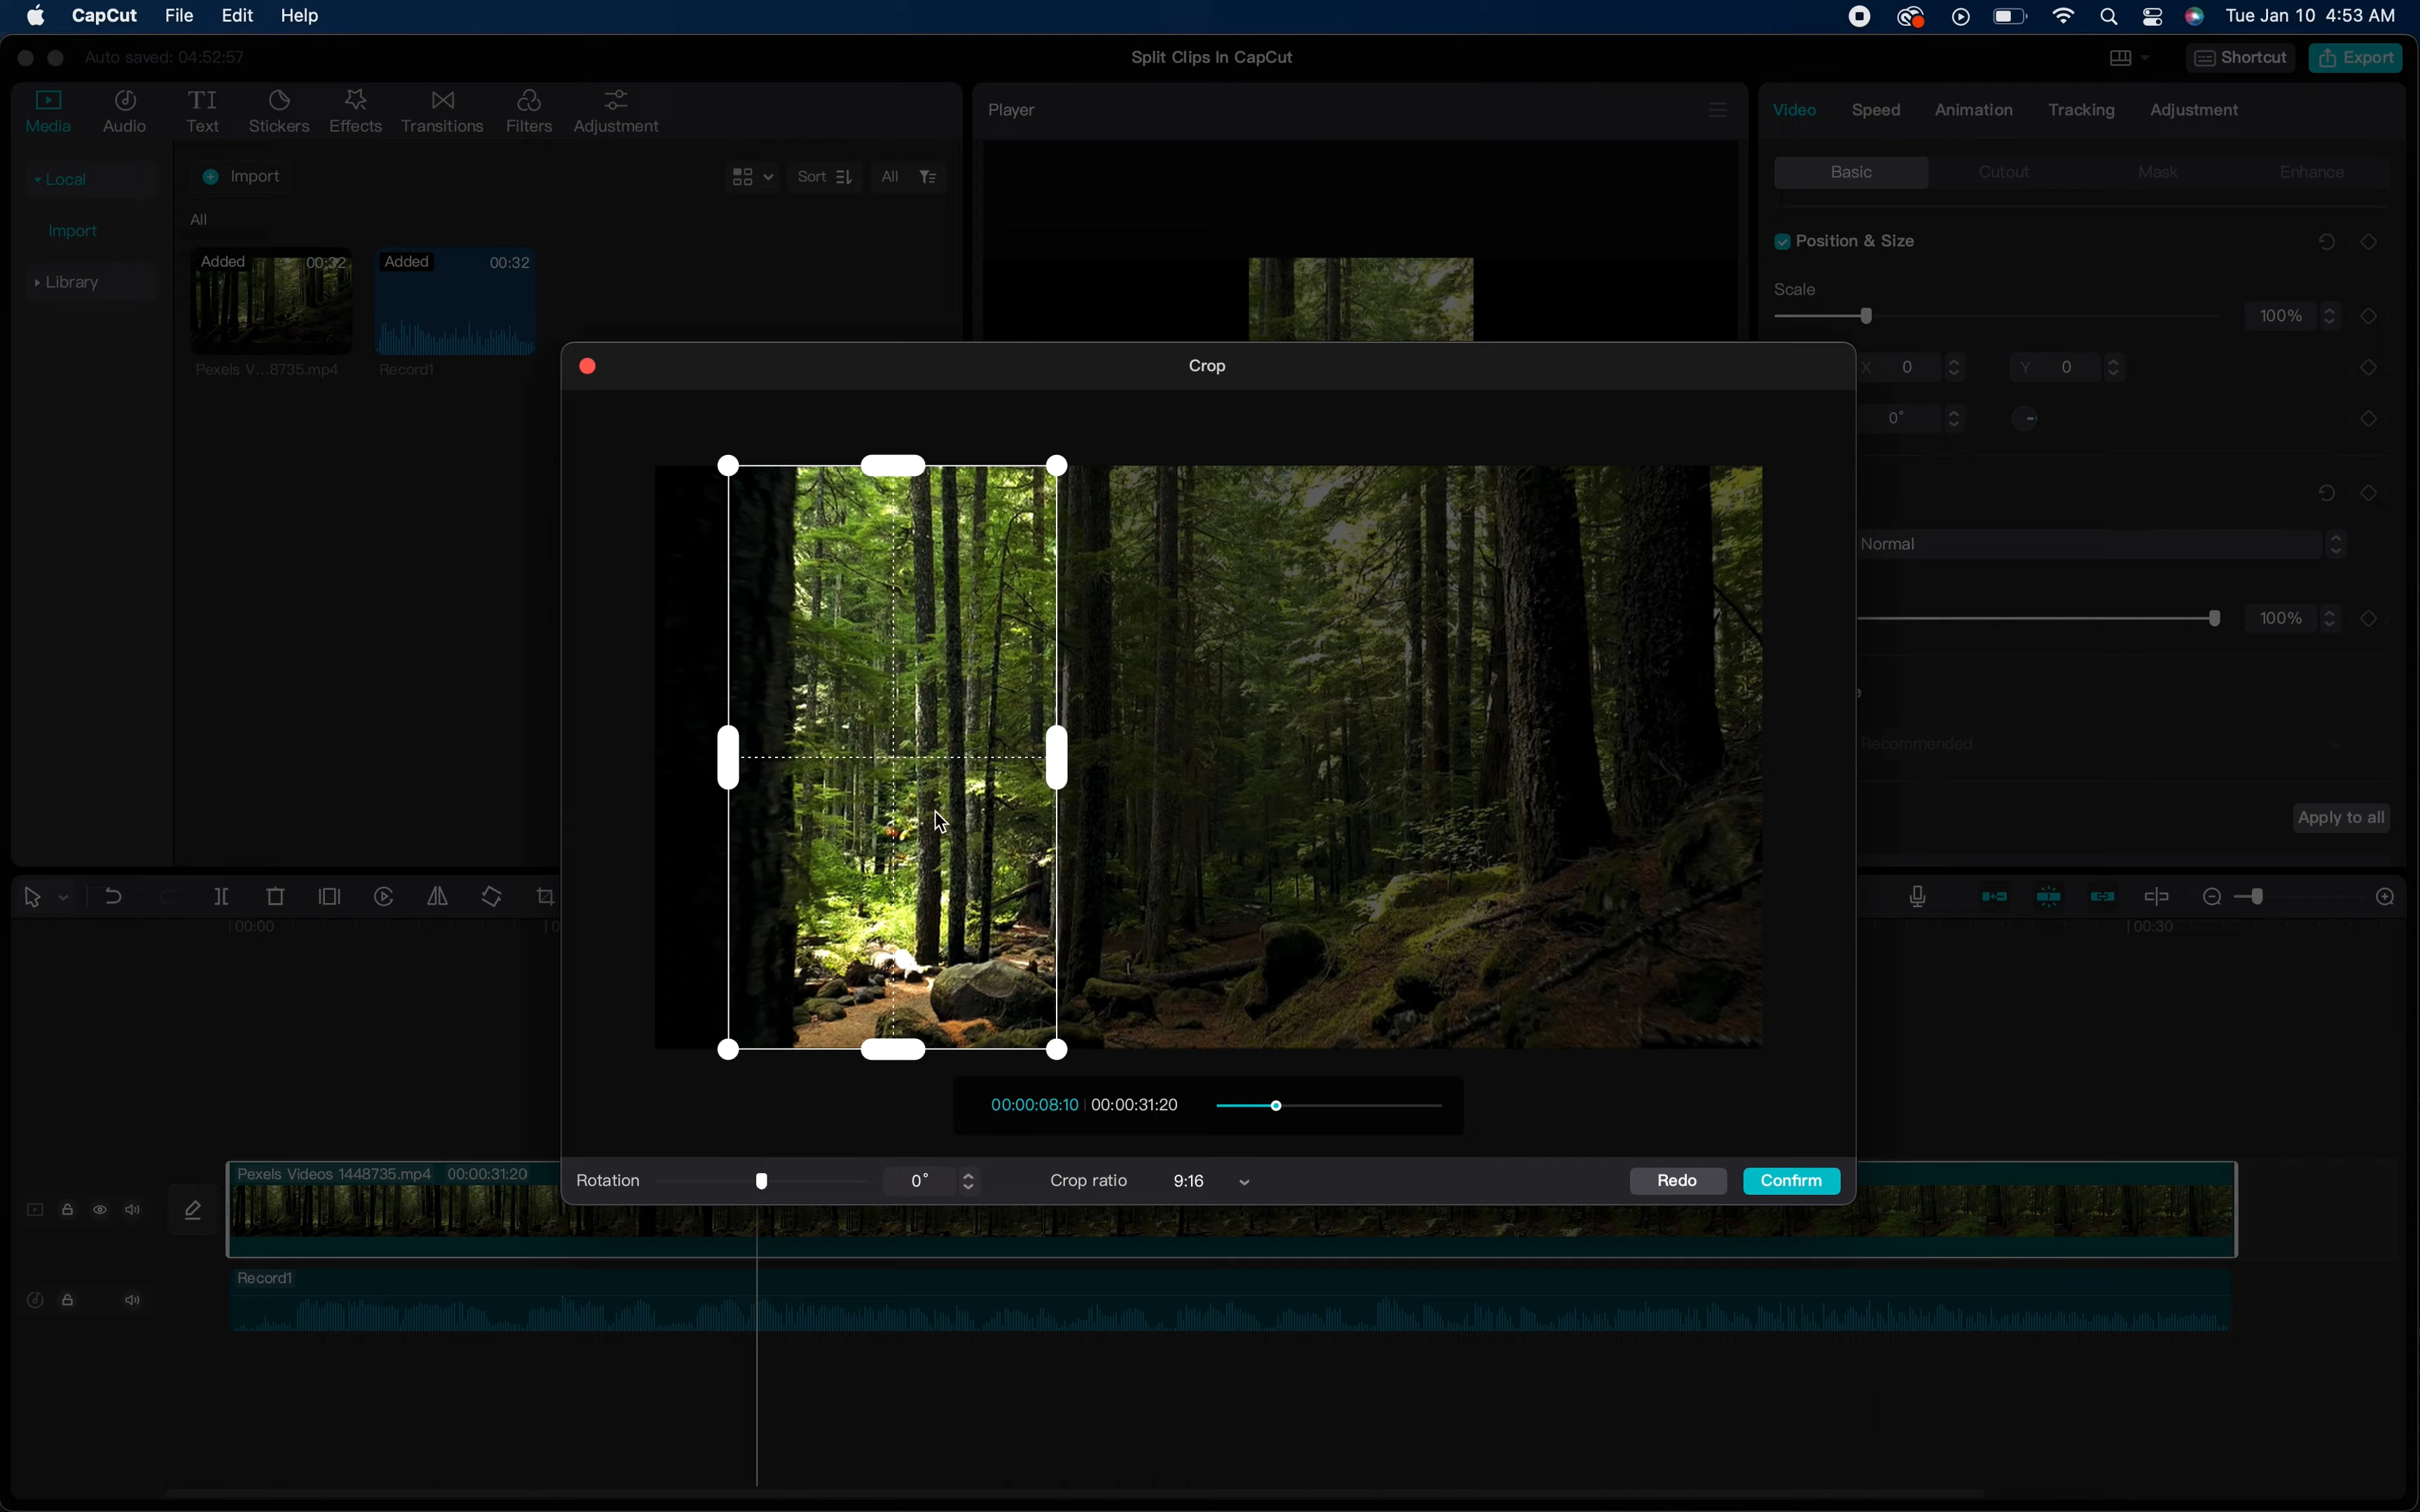 CapCut File Edit Help Tue Jan 10 4:53 AM
Auto saved: 04:52:57 Split Clips In CapCut Shortcut Export
Media Audio TI Text Stickers Effects Transitions Filters Adjustment
Player
Video Speed Animation Tracking Adjustment
Local
Import
Library
Import Sort All
All
Added 00:32
Pexels V...8735.mp4
Added 00:32
Record1
Basic Cutout Mask Enhance
Position & Size
Scale
100%
X 0 Y 0
0°
Normal
100%
e
Recommended
Apply to all
Crop
00:00:08:10 | 00:00:31:20
Rotation 0° Crop ratio 9:16 Redo Confirm
00:00 0 00:30
Pexels Videos 1448735.mp4 00:00:31:20
Record1